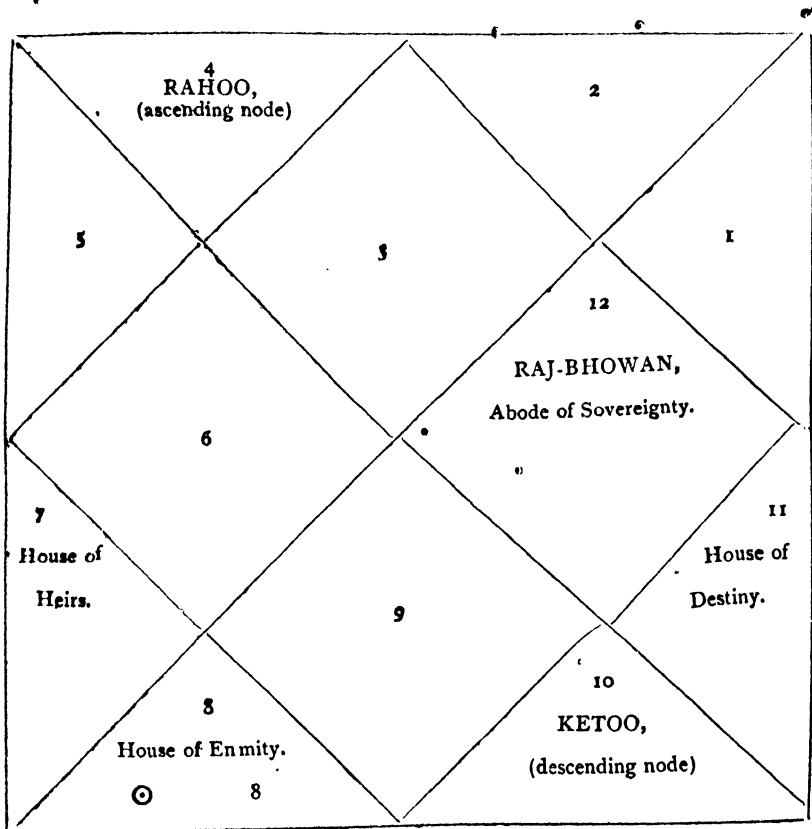 4
RAHOO,
(ascending node)
2
5
3
1
12
RAJ-BHOWAN,
Abode of Sovereignty.
6
7
House of
Heirs.
11
House of
Destiny.
9
8
House of Enmity.
☉ 8
10
KETOO,
(descending node)